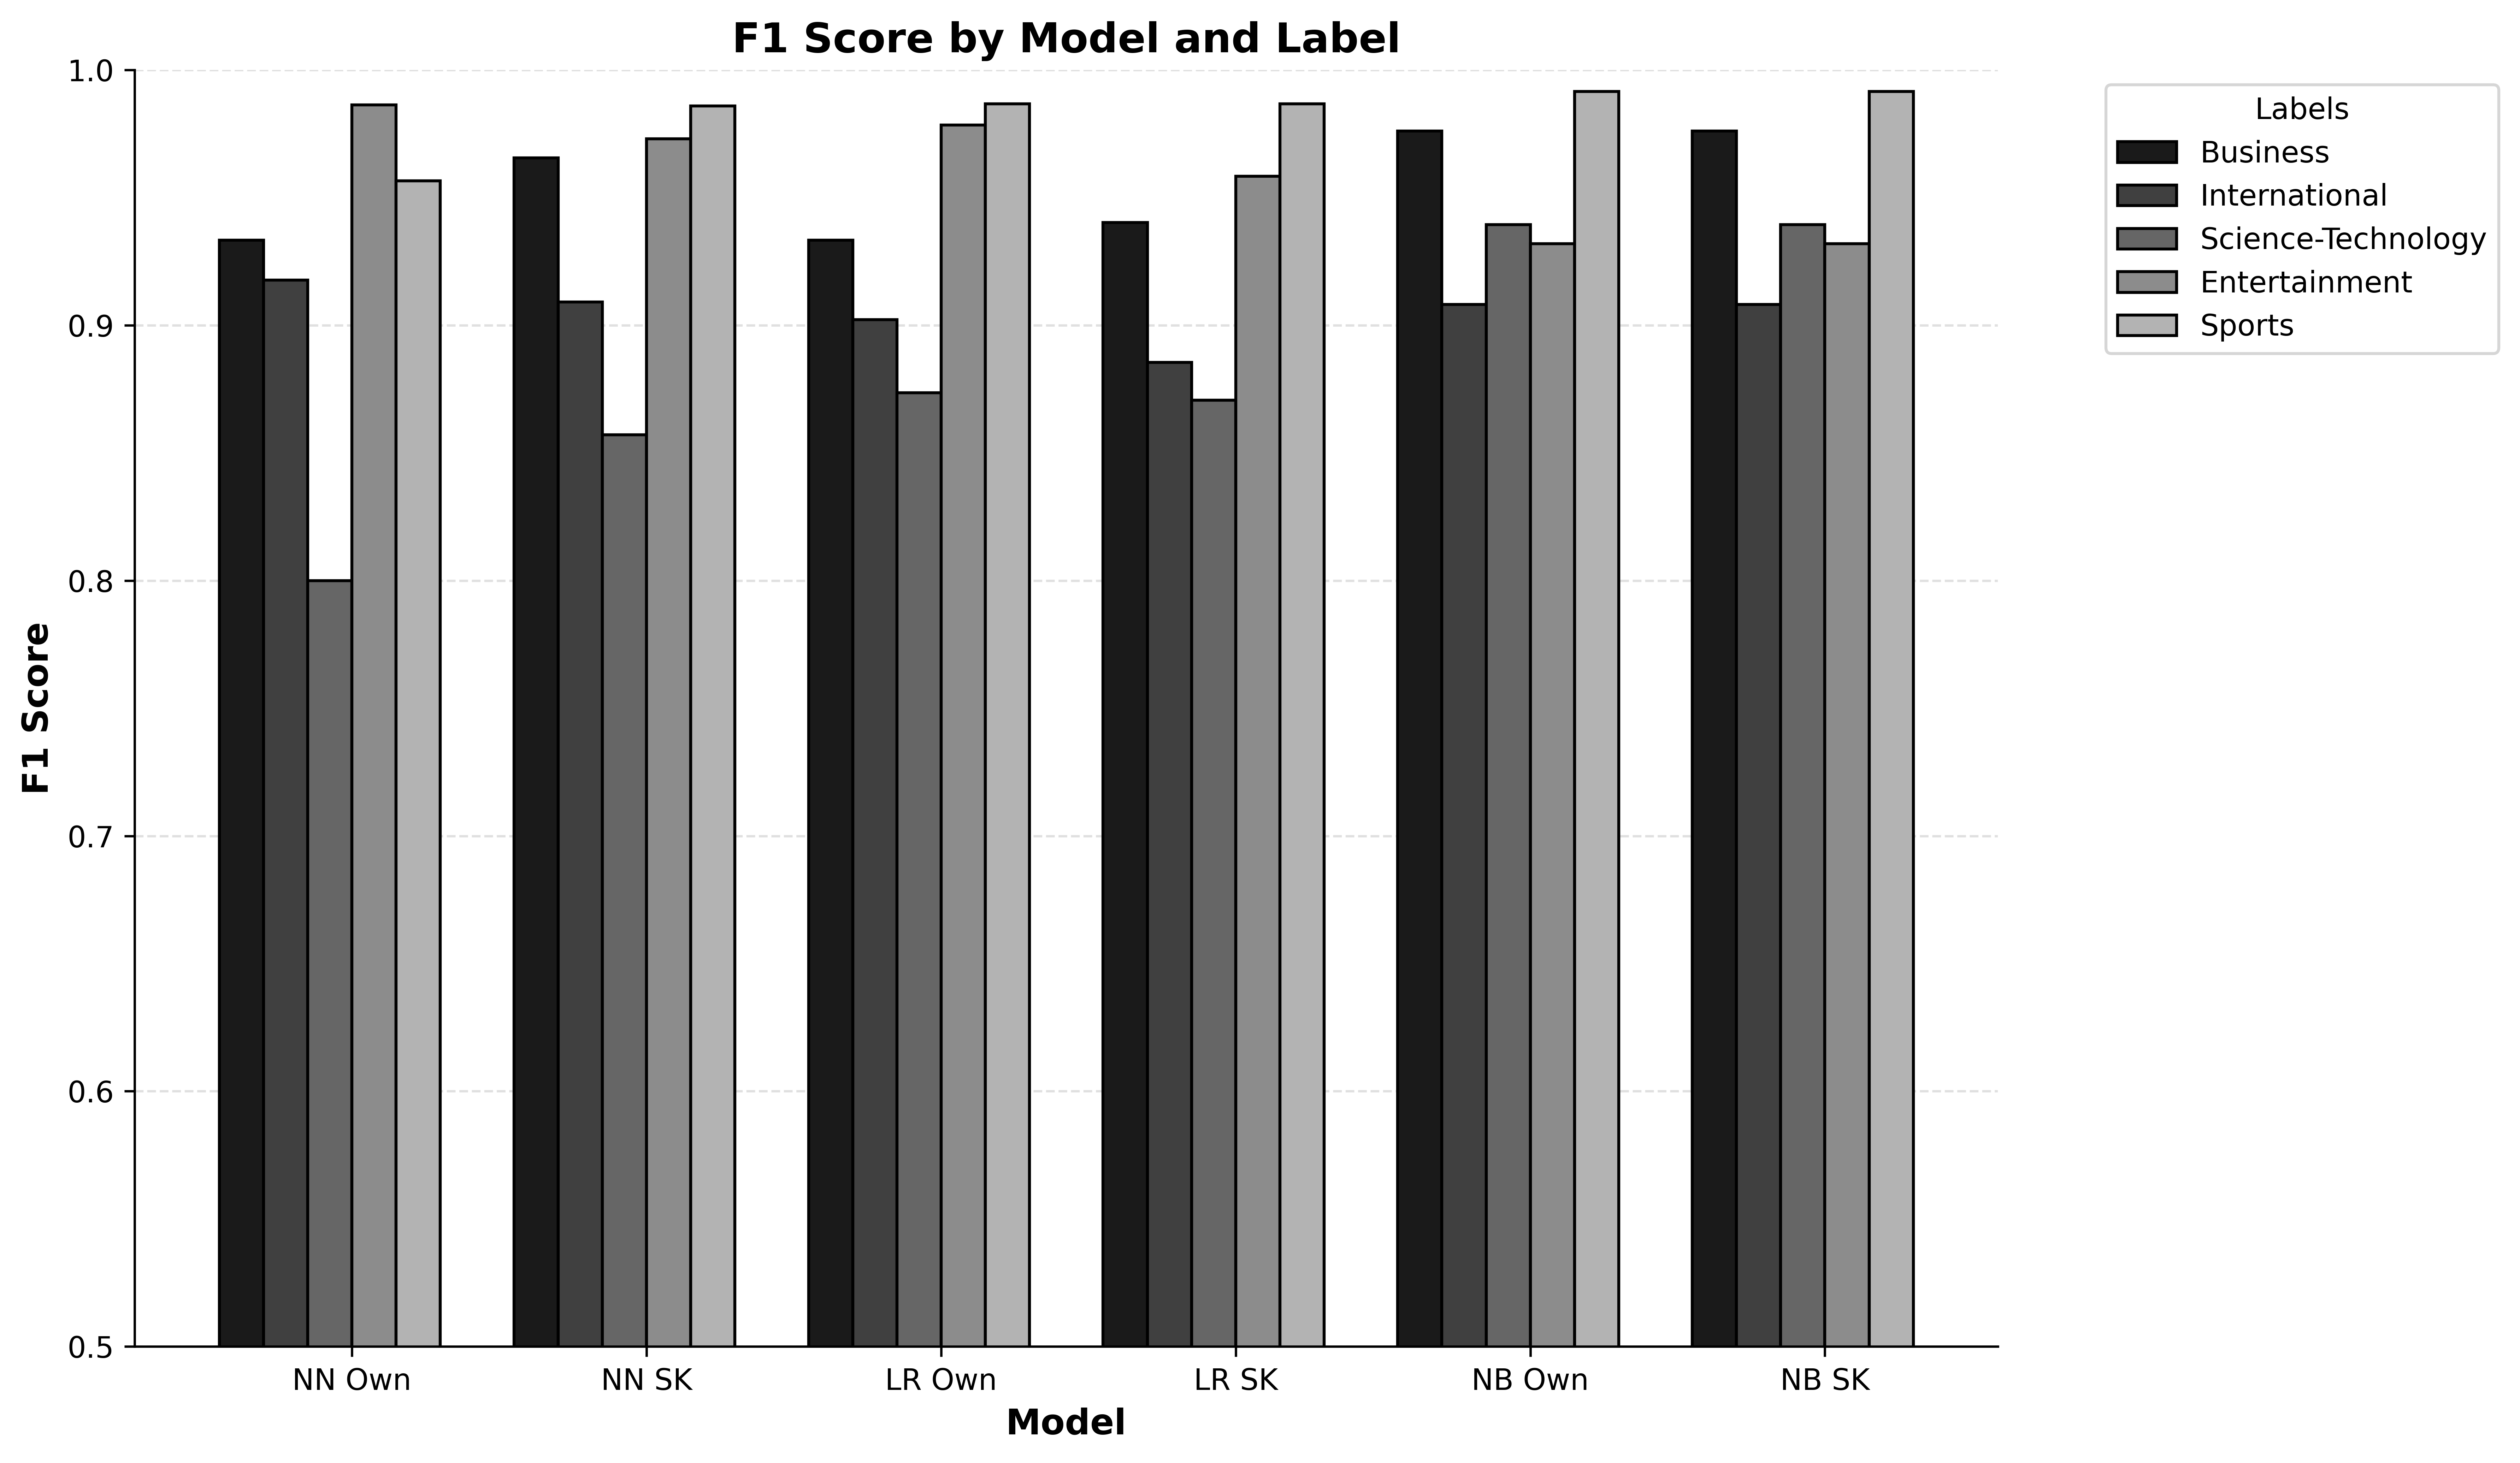 F1 Score by Model and Label
1.0
0.9
0.8
0.7
0.6
0.5
F1 Score
NN Own
NN SK
LR Own
LR SK
NB Own
NB SK
Model
Labels
Business
International
Science-Technology
Entertainment
Sports